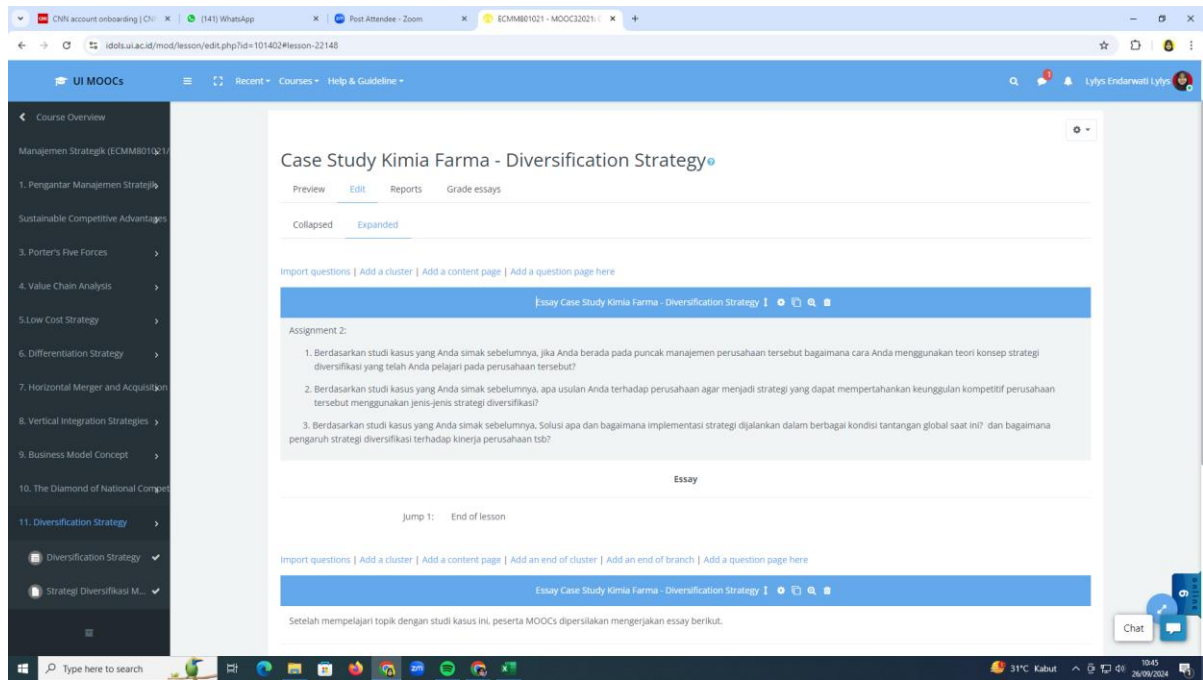 CNN account onboarding | CN
(141) WhatsApp
Post Attendee - Zoom
ECMM801021 - MOOC32021: C
idols.ui.ac.id/mod/lesson/edit.php?id=101402#lesson-22148
UI MOOCs
Recent
Courses
Help & Guideline
Lylys Endarwati Lylys
Course Overview
Manajemen Strategik (ECMM801021/
1. Pengantar Manajemen Stratejik
Sustainable Competitive Advantages
3. Porter's Five Forces
4. Value Chain Analysis
5.Low Cost Strategy
6. Differentiation Strategy
7. Horizontal Merger and Acquisition
8. Vertical Integration Strategies
9. Business Model Concept
10. The Diamond of National Compet
11. Diversification Strategy
Diversification Strategy
Strategi Diversifikasi M...
Case Study Kimia Farma - Diversification Strategy
Preview Edit Reports Grade essays
Collapsed Expanded
Import questions | Add a cluster | Add a content page | Add a question page here
Essay Case Study Kimia Farma - Diversification Strategy
Assignment 2:
1. Berdasarkan studi kasus yang Anda simak sebelumnya, jika Anda berada pada puncak manajemen perusahaan tersebut bagaimana cara Anda menggunakan teori konsep strategi
diversifikasi yang telah Anda pelajari pada perusahaan tersebut?
2. Berdasarkan studi kasus yang Anda simak sebelumnya, apa usulan Anda terhadap perusahaan agar menjadi strategi yang dapat mempertahankan keunggulan kompetitif perusahaan
tersebut menggunakan jenis-jenis strategi diversifikasi?
3. Berdasarkan studi kasus yang Anda simak sebelumnya, Solusi apa dan bagaimana implementasi strategi dijalankan dalam berbagai kondisi tantangan global saat ini? dan bagaimana
pengaruh strategi diversifikasi terhadap kinerja perusahaan tsb?
Essay
Jump 1: End of lesson
Import questions | Add a cluster | Add a content page | Add an end of cluster | Add an end of branch | Add a question page here
Essay Case Study Kimia Farma - Diversification Strategy
Setelah mempelajari topik dengan studi kasus ini, peserta MOOCs dipersilakan mengerjakan essay berikut.
online
Chat
Type here to search
31°C Kabut
10:45
26/09/2024